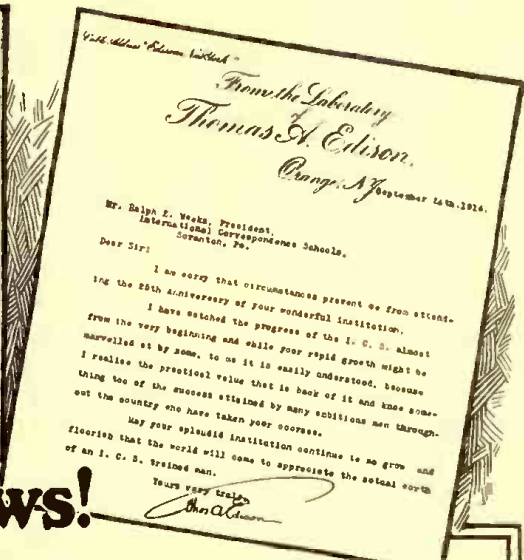 Cable Address "Edison, New York"
From the Laboratory
of
Thomas A. Edison,
Orange, N.J. September 14th, 1916.
Mr. Ralph E. Weeks, President,
International Correspondence Schools,
Scranton, Pa.
Dear Sir:
I am sorry that circumstances prevent me from attend-
ing the 25th Anniversary of your wonderful institution.
I have watched the progress of the I. C. S. almost
from the very beginning and while your rapid growth might be
marvelled at by some, to me it is easily understood, because
I realize the practical value that is back of it and know some-
thing too of the success attained by many ambitious men through-
out the country who have taken your courses.
May your splendid institution continue to so grow and
flourish that the world will come to appreciate the actual worth
of an I. C. S. trained man.
Yours very truly,
Thos A Edison
ws!